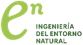 en
INGENIERÍA
DEL ENTORNO
NATURAL